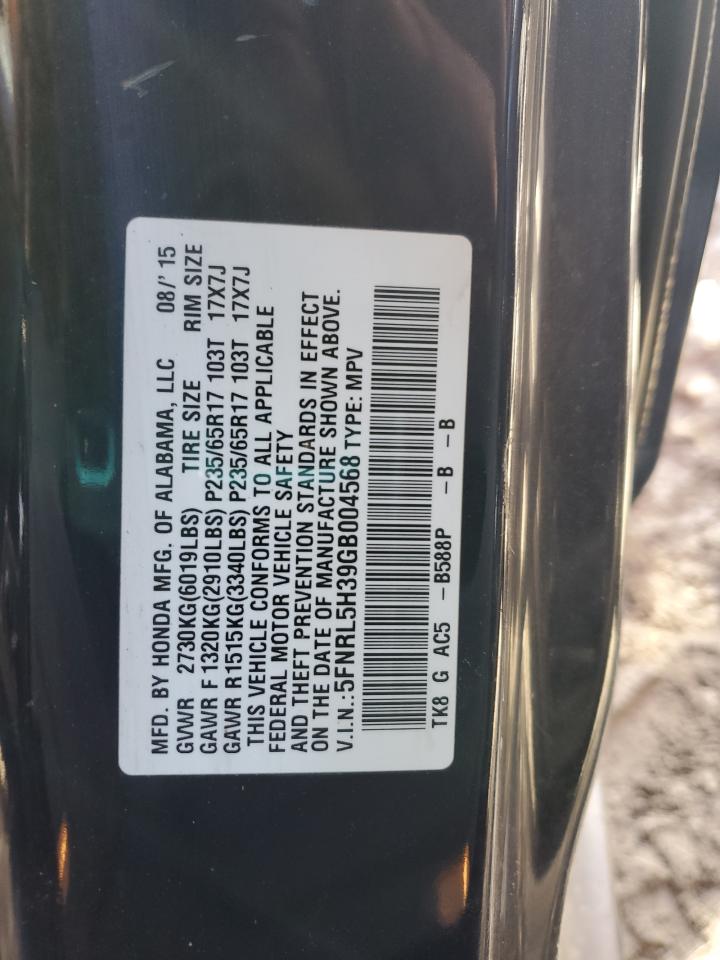 MFD. BY HONDA MFG. OF ALABAMA, LLC 08/'15
GVWR 2730KG(6019LBS) TIRE SIZE RIM SIZE
GAWR F 1320KG(2910LBS) P235/65R17 103T 17X7J
GAWR R 1515KG(3340LBS) P235/65R17 103T 17X7J
THIS VEHICLE CONFORMS TO ALL APPLICABLE
FEDERAL MOTOR VEHICLE SAFETY
AND THEFT PREVENTION STANDARDS IN EFFECT
ON THE DATE OF MANUFACTURE SHOWN ABOVE.
V.I.N.:5FNRL5H39GB004568 TYPE: MPV
TK8 G AC5 -B588P -B -B